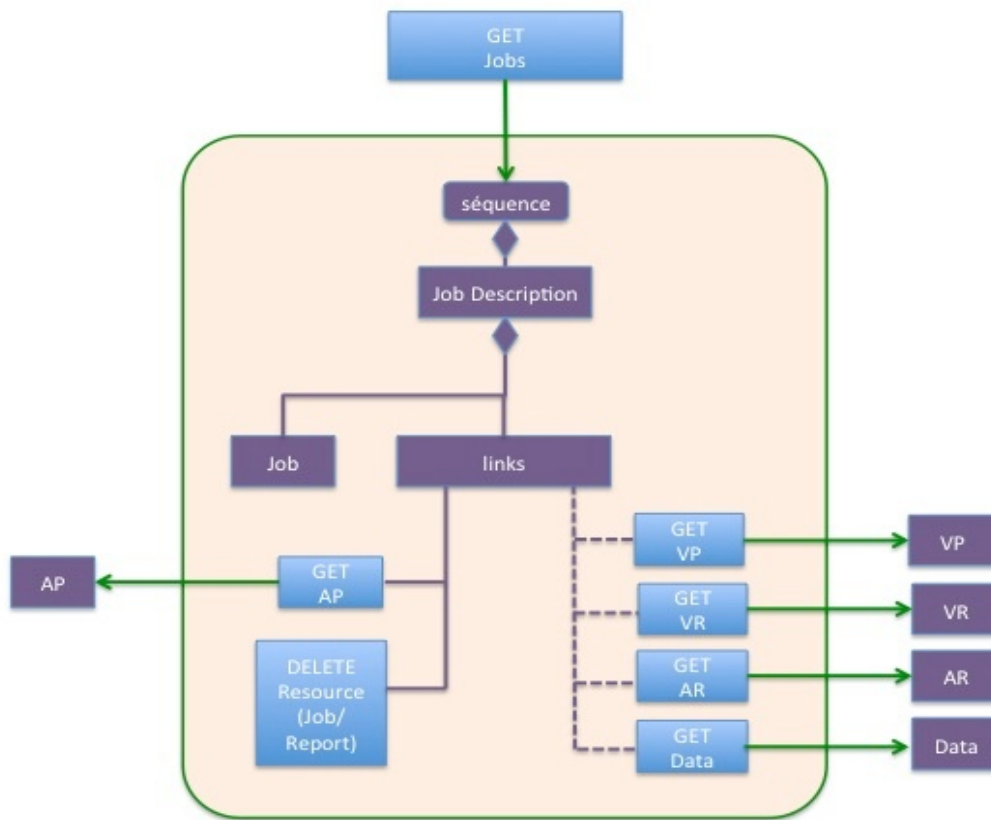 GET
Jobs
séquence
Job Description
Job
links
GET
VP
VP
AP
GET
AP
GET
VR
VR
DELETE
Resource
(Job/
Report)
GET
AR
AR
GET
Data
Data